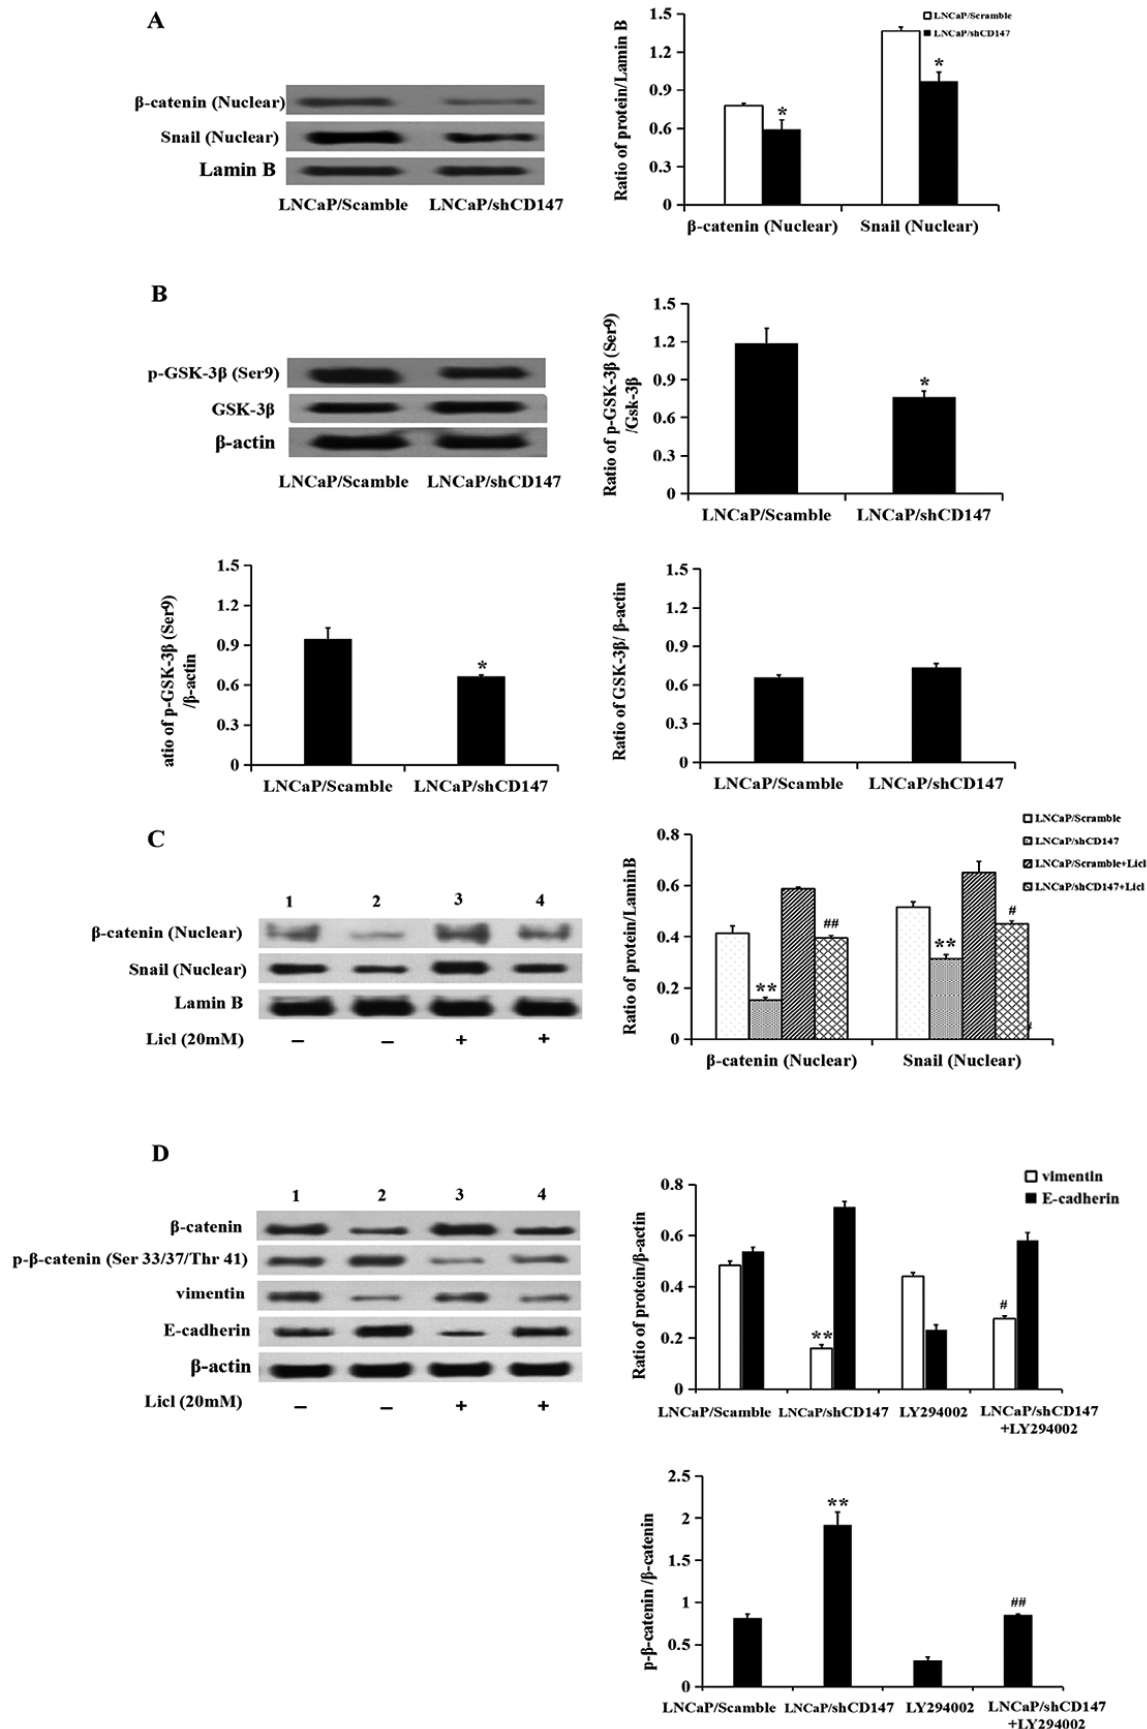 A
β-catenin (Nuclear)
Snail (Nuclear)
Lamin B
LNCaP/Scamble LNCaP/shCD147
Ratio of protein/Lamin B
1.5
1.2
0.9
0.6
0.3
0
LNCaP/Scramble
LNCaP/shCD147
*
*
β-catenin (Nuclear) Snail (Nuclear)
B
p-GSK-3β (Ser9)
GSK-3β
β-actin
LNCaP/Scamble LNCaP/shCD147
Ratio of p-GSK-3β (Ser9)
/Gsk-3β
1.5
1.2
0.9
0.6
0.3
0
*
LNCaP/Scamble LNCaP/shCD147
atio of p-GSK-3β (Ser9)
/β-actin
1.5
1.2
0.9
0.6
0.3
0
*
LNCaP/Scamble LNCaP/shCD147
Ratio of GSK-3β/ β-actin
1.5
1.2
0.9
0.6
0.3
0
LNCaP/Scamble LNCaP/shCD147
C
1 2 3 4
β-catenin (Nuclear)
Snail (Nuclear)
Lamin B
Licl (20mM) – – + +
Ratio of protein/LaminB
0.8
0.6
0.4
0.2
0
LNCaP/Scramble
LNCaP/shCD147
LNCaP/Scramble+Licl
LNCaP/shCD147+Licl
**
##
**
#
#
β-catenin (Nuclear) Snail (Nuclear)
D
1 2 3 4
β-catenin
p-β-catenin (Ser 33/37/Thr 41)
vimentin
E-cadherin
β-actin
Licl (20mM) – – + +
Ratio of protein/β-actin
0.8
0.6
0.4
0.2
0
vimentin
E-cadherin
**
#
LNCaP/Scamble LNCaP/shCD147 LY294002 LNCaP/shCD147
+LY294002
p-β-catenin /β-catenin
2.5
2
1.5
1
0.5
0
**
##
LNCaP/Scamble LNCaP/shCD147 LY294002 LNCaP/shCD147
+LY294002